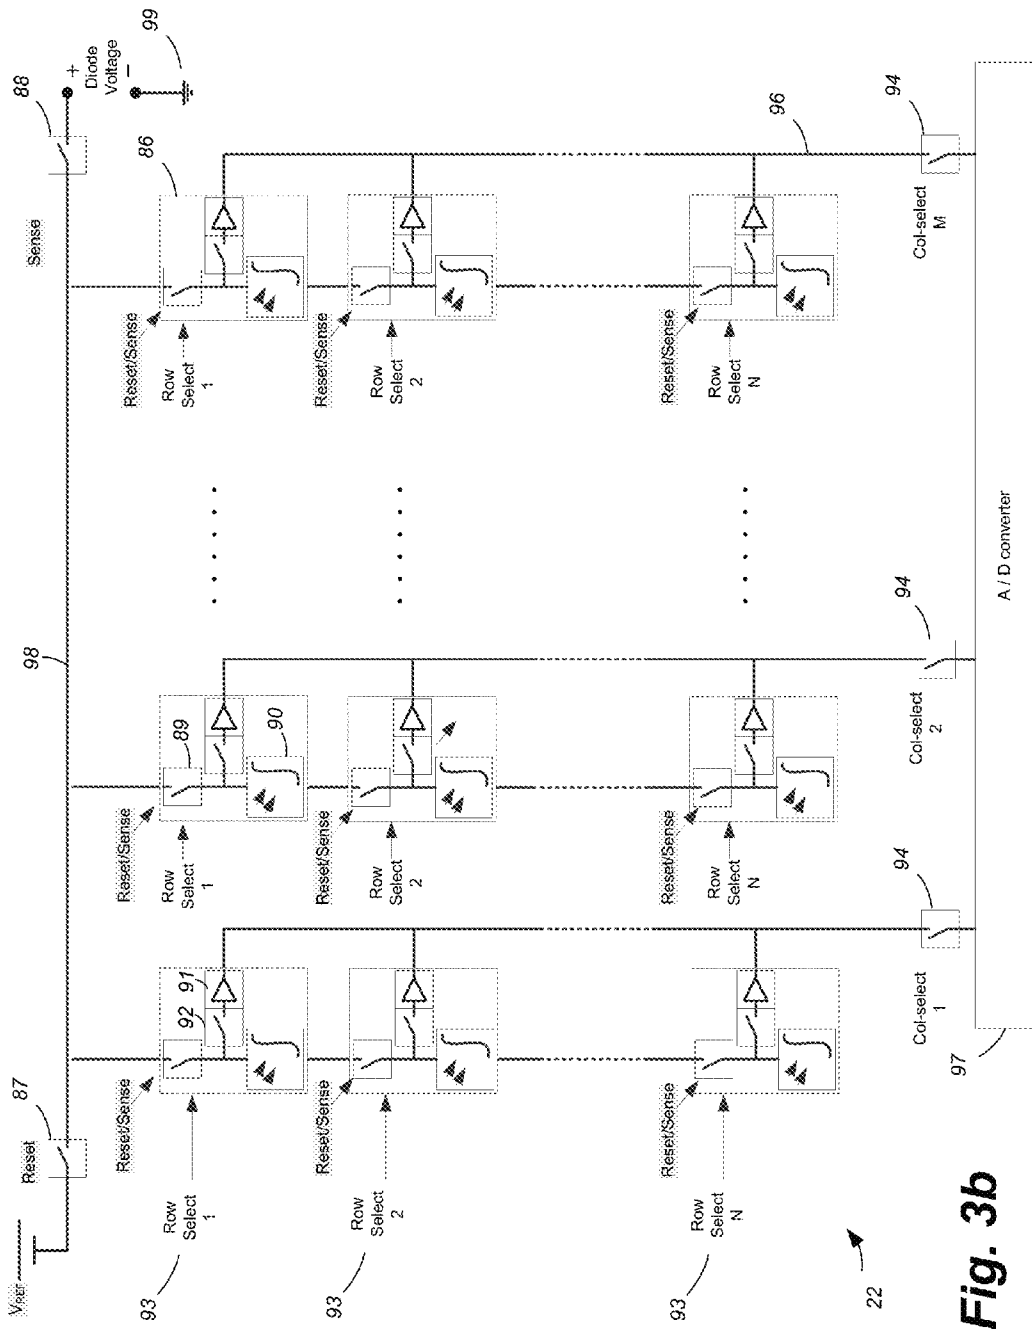 V_REF
Reset
87
98
Sense
88
+
Diode
Voltage
−
99
Reset/Sense
Row
Select
1
93
92
91
Reset/Sense
Row
Select
1
89
90
Reset/Sense
Row
Select
1
86
Reset/Sense
Row
Select
2
93
Reset/Sense
Row
Select
2
Reset/Sense
Row
Select
2
Reset/Sense
Row
Select
N
93
Reset/Sense
Row
Select
N
Reset/Sense
Row
Select
N
96
22
Col-select
1
94
Col-select
2
94
Col-select
M
94
97
A / D converter
Fig. 3b